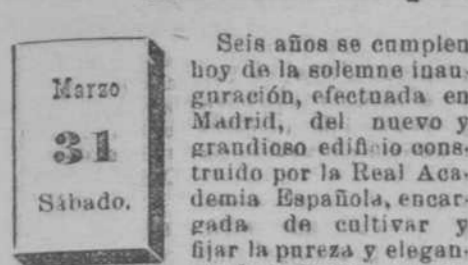 Marzo
31
Sábado.
Seis años se cumplen
hoy de la solemne inau-
guración, efectuada en
Madrid, del nuevo y
grandioso edificio cons-
truido por la Real Aca-
demia Española, encar-
gada de cultivar y
fijar la pureza y elegan-